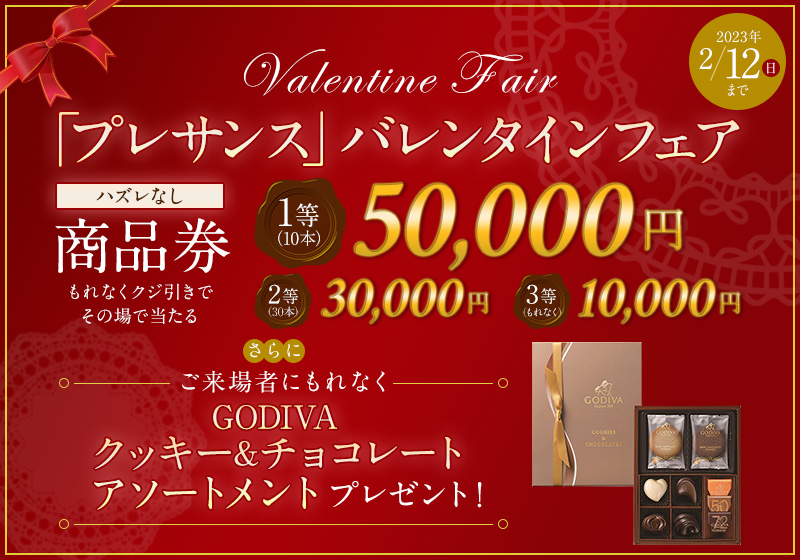 2023年
2/12日
まで
Valentine Fair
「プレサンス」バレンタインフェア
ハズレなし
商品券
もれなくクジ引きで
その場で当たる
1等
(10本)
50,000円
2等
(30本)
30,000円
3等
(もれなく)
10,000円
さらに
ご来場者にもれなく
GODIVA
クッキー&チョコレート
アソートメントプレゼント!
GODIVA
COOKIES
&
CHOCOLATES
GODIVA
GODIVA
50
72